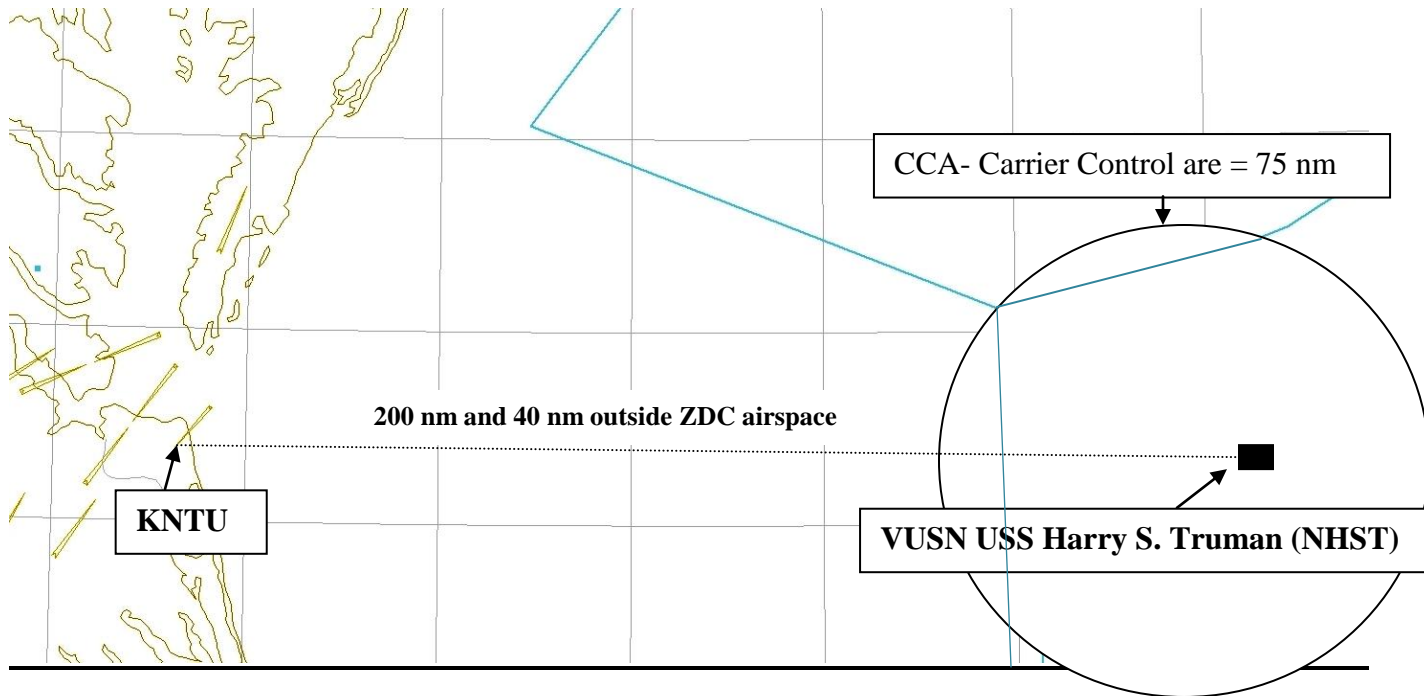 CCA- Carrier Control are = 75 nm
200 nm and 40 nm outside ZDC airspace
KNTU
VUSN USS Harry S. Truman (NHST)